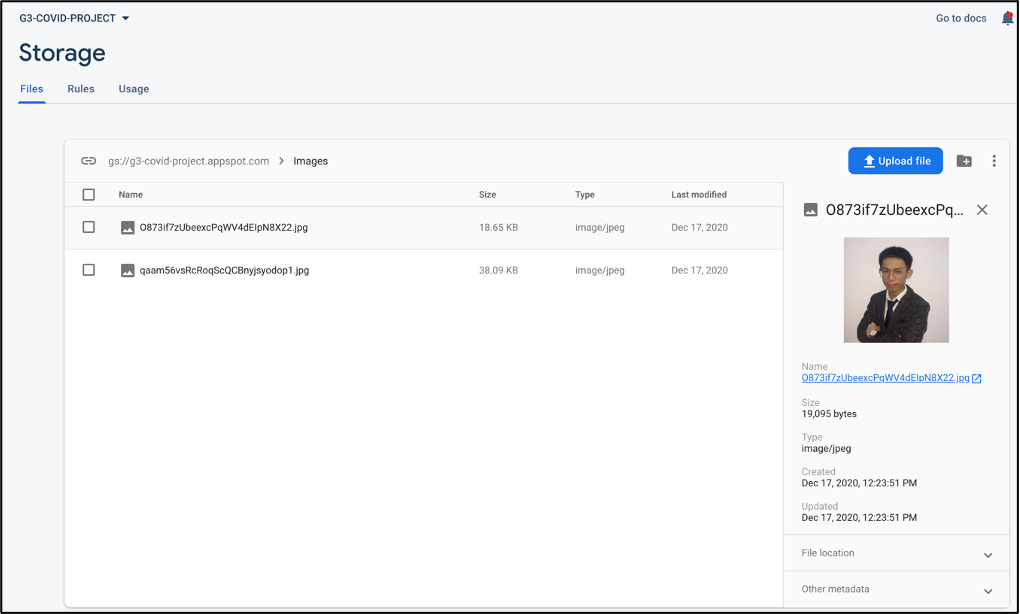 G3-COVID-PROJECT
Go to docs
Storage
Files Rules Usage
gs://g3-covid-project.appspot.com > Images
Upload file
Name Size Type Last modified
O873if7zUbeexcPqWV4dEIpN8X22.jpg 18.65 KB image/jpeg Dec 17, 2020
qaam56vsRcRoqScQCBnyjsyodop1.jpg 38.09 KB image/jpeg Dec 17, 2020
O873if7zUbeexcPq...
Name
O873if7zUbeexcPqWV4dEIpN8X22.jpg
Size
19,095 bytes
Type
image/jpeg
Created
Dec 17, 2020, 12:23:51 PM
Updated
Dec 17, 2020, 12:23:51 PM
File location
Other metadata